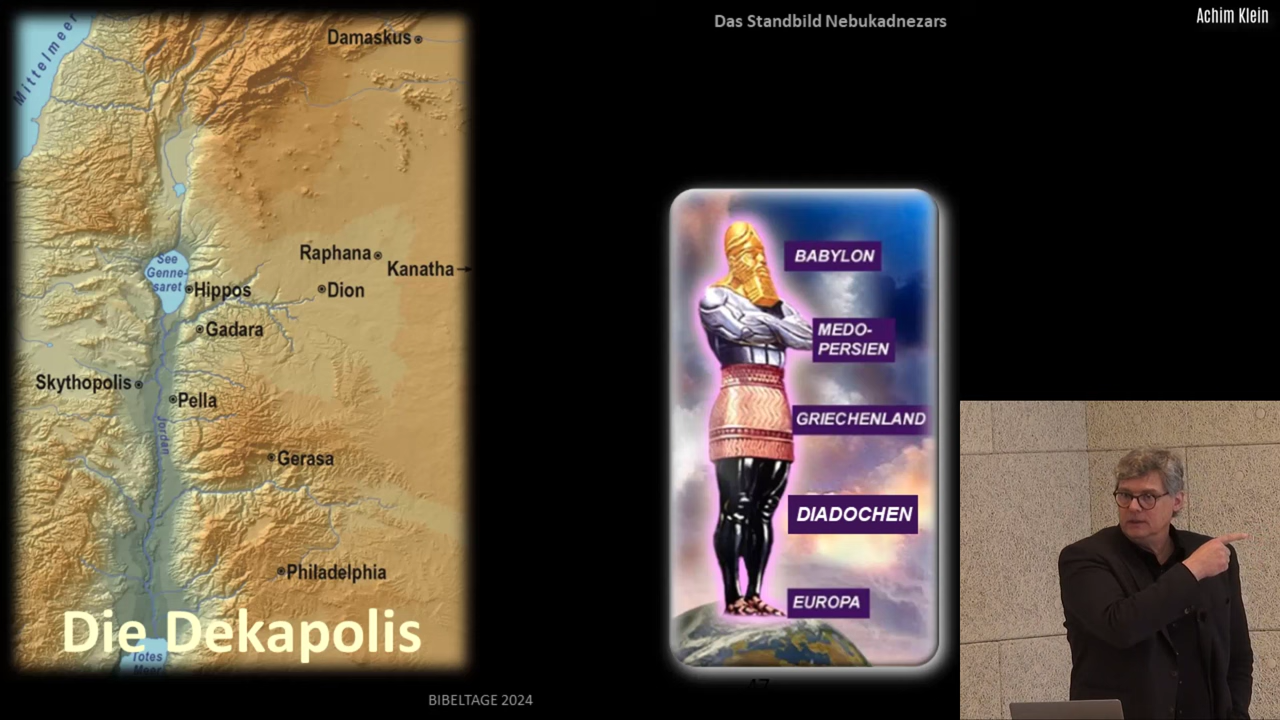 Das Standbild Nebukadnezars
Achim Klein
Mittelmeer
Damaskus
See
Genne-
saret
Raphana
Kanatha
Hippos
Dion
Gadara
Skythopolis
Pella
Jordan
Gerasa
Philadelphia
Die Dekapolis
Totes
Meer
BABYLON
MEDO-
PERSIEN
GRIECHENLAND
DIADOCHEN
EUROPA
BIBELTAGE 2024